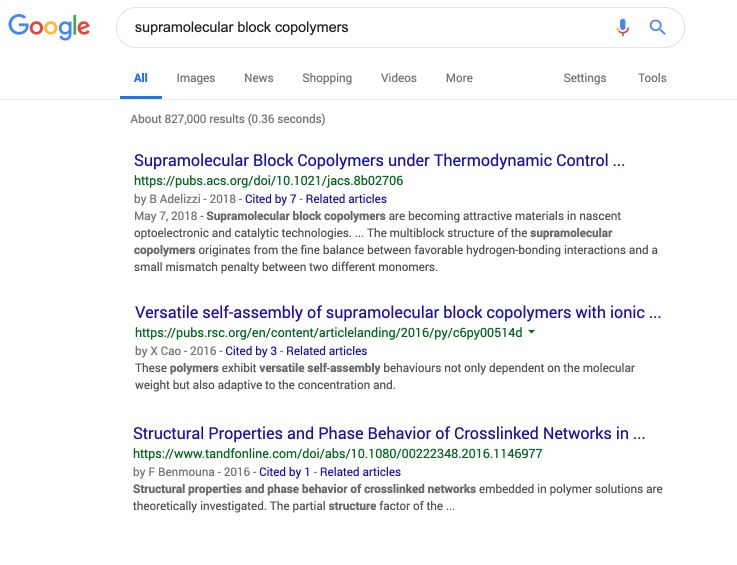 Google
supramolecular block copolymers
All Images News Shopping Videos More Settings Tools
About 827,000 results (0.36 seconds)
Supramolecular Block Copolymers under Thermodynamic Control ...
https://pubs.acs.org/doi/10.1021/jacs.8b02706
by B Adelizzi - 2018 - Cited by 7 - Related articles
May 7, 2018 - Supramolecular block copolymers are becoming attractive materials in nascent
optoelectronic and catalytic technologies. ... The multiblock structure of the supramolecular
copolymers originates from the fine balance between favorable hydrogen-bonding interactions and a
small mismatch penalty between two different monomers.
Versatile self-assembly of supramolecular block copolymers with ionic ...
https://pubs.rsc.org/en/content/articlelanding/2016/py/c6py00514d
by X Cao - 2016 - Cited by 3 - Related articles
These polymers exhibit versatile self-assembly behaviours not only dependent on the molecular
weight but also adaptive to the concentration and.
Structural Properties and Phase Behavior of Crosslinked Networks in ...
https://www.tandfonline.com/doi/abs/10.1080/00222348.2016.1146977
by F Benmouna - 2016 - Cited by 1 - Related articles
Structural properties and phase behavior of crosslinked networks embedded in polymer solutions are
theoretically investigated. The partial structure factor of the ...